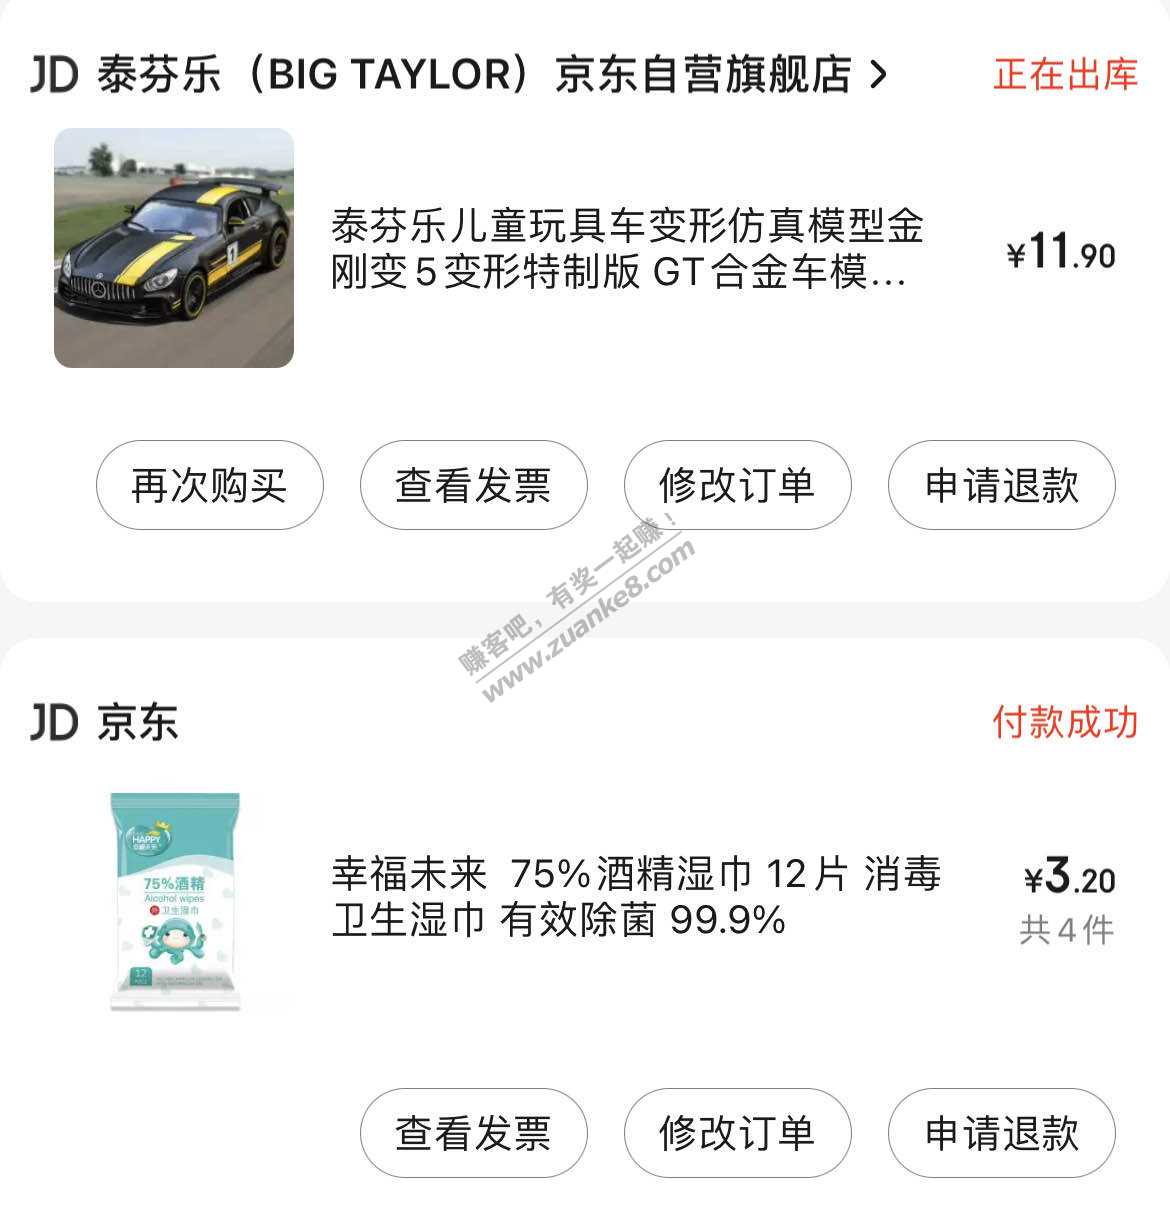 JD 泰芬乐（BIG TAYLOR）京东自营旗舰店 >
正在出库
1
泰芬乐儿童玩具车变形仿真模型金
刚变5变形特制版 GT合金车模...
¥11.90
再次购买
查看发票
修改订单
申请退款
赚客吧，有奖一起赚！
www.zuanke8.com
JD 京东
付款成功
HAPPY
75%酒精
Alcohol wipes
卫生湿巾
12
幸福未来 75%酒精湿巾 12片 消毒
卫生湿巾 有效除菌 99.9%
¥3.20
共4件
查看发票
修改订单
申请退款